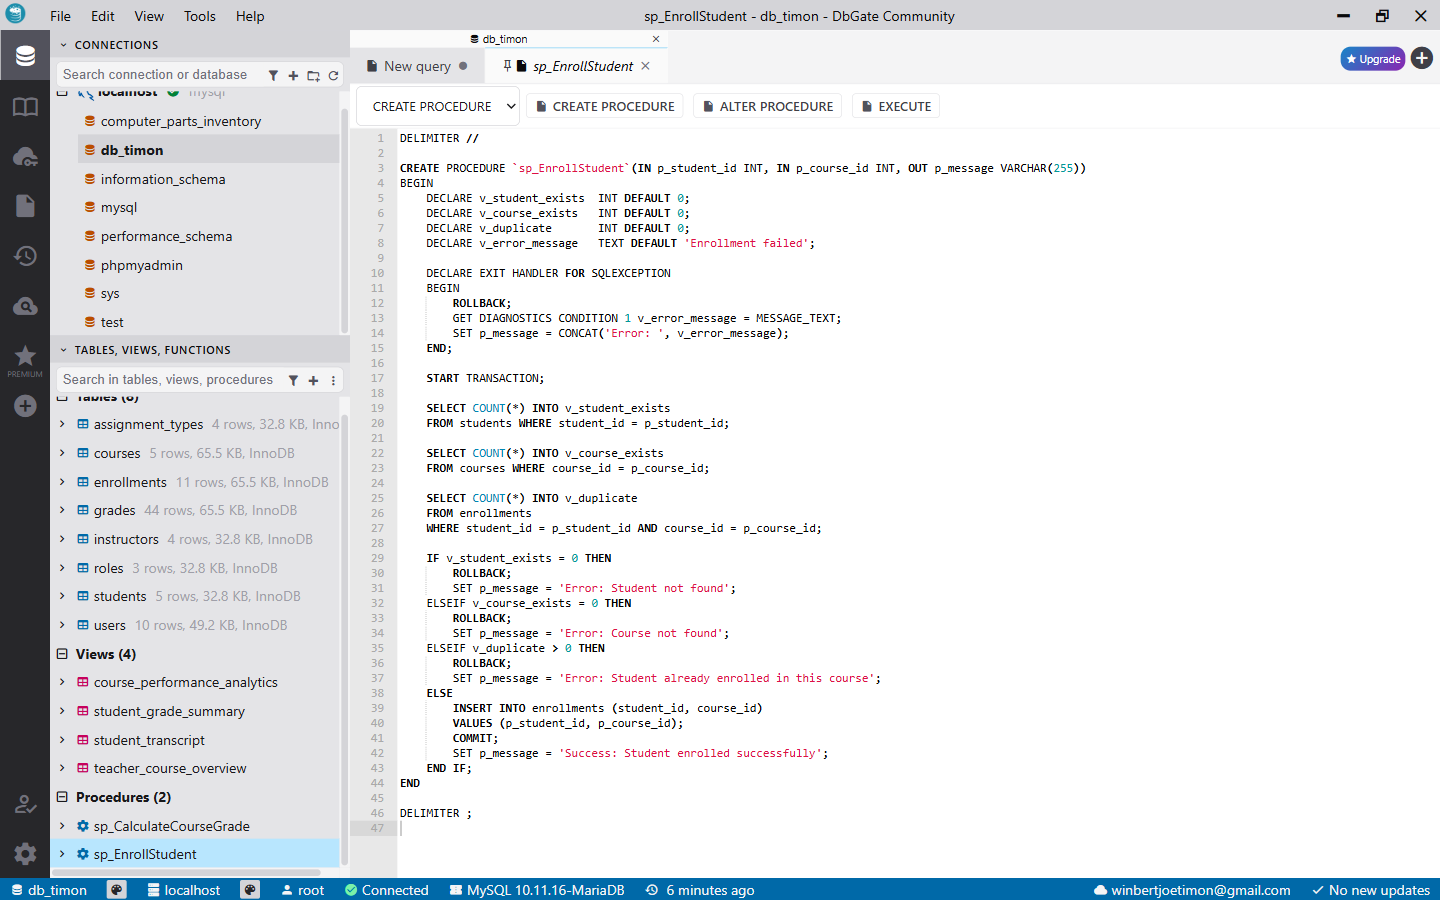 File Edit View Tools Help
sp_EnrollStudent - db_timon - DbGate Community
CONNECTIONS
Search connection or database
localhost mysql
computer_parts_inventory
db_timon
information_schema
mysql
performance_schema
phpmyadmin
sys
test
TABLES, VIEWS, FUNCTIONS
Search in tables, views, procedures
Tables (8)
assignment_types 4 rows, 32.8 KB, Inno
courses 5 rows, 65.5 KB, InnoDB
enrollments 11 rows, 65.5 KB, InnoDB
grades 44 rows, 65.5 KB, InnoDB
instructors 4 rows, 32.8 KB, InnoDB
roles 3 rows, 32.8 KB, InnoDB
students 5 rows, 32.8 KB, InnoDB
users 10 rows, 49.2 KB, InnoDB
Views (4)
course_performance_analytics
student_grade_summary
student_transcript
teacher_course_overview
Procedures (2)
sp_CalculateCourseGrade
sp_EnrollStudent
PREMIUM
db_timon
New query
sp_EnrollStudent
Upgrade
CREATE PROCEDURE CREATE PROCEDURE ALTER PROCEDURE EXECUTE
1 DELIMITER //
2
3 CREATE PROCEDURE `sp_EnrollStudent`(IN p_student_id INT, IN p_course_id INT, OUT p_message VARCHAR(255))
4 BEGIN
5 DECLARE v_student_exists INT DEFAULT 0;
6 DECLARE v_course_exists INT DEFAULT 0;
7 DECLARE v_duplicate INT DEFAULT 0;
8 DECLARE v_error_message TEXT DEFAULT 'Enrollment failed';
9
10 DECLARE EXIT HANDLER FOR SQLEXCEPTION
11 BEGIN
12 ROLLBACK;
13 GET DIAGNOSTICS CONDITION 1 v_error_message = MESSAGE_TEXT;
14 SET p_message = CONCAT('Error: ', v_error_message);
15 END;
16
17 START TRANSACTION;
18
19 SELECT COUNT(*) INTO v_student_exists
20 FROM students WHERE student_id = p_student_id;
21
22 SELECT COUNT(*) INTO v_course_exists
23 FROM courses WHERE course_id = p_course_id;
24
25 SELECT COUNT(*) INTO v_duplicate
26 FROM enrollments
27 WHERE student_id = p_student_id AND course_id = p_course_id;
28
29 IF v_student_exists = 0 THEN
30 ROLLBACK;
31 SET p_message = 'Error: Student not found';
32 ELSEIF v_course_exists = 0 THEN
33 ROLLBACK;
34 SET p_message = 'Error: Course not found';
35 ELSEIF v_duplicate > 0 THEN
36 ROLLBACK;
37 SET p_message = 'Error: Student already enrolled in this course';
38 ELSE
39 INSERT INTO enrollments (student_id, course_id)
40 VALUES (p_student_id, p_course_id);
41 COMMIT;
42 SET p_message = 'Success: Student enrolled successfully';
43 END IF;
44 END
45
46 DELIMITER ;
47
db_timon localhost root Connected MySQL 10.11.16-MariaDB 6 minutes ago winbertjoetimon@gmail.com No new updates